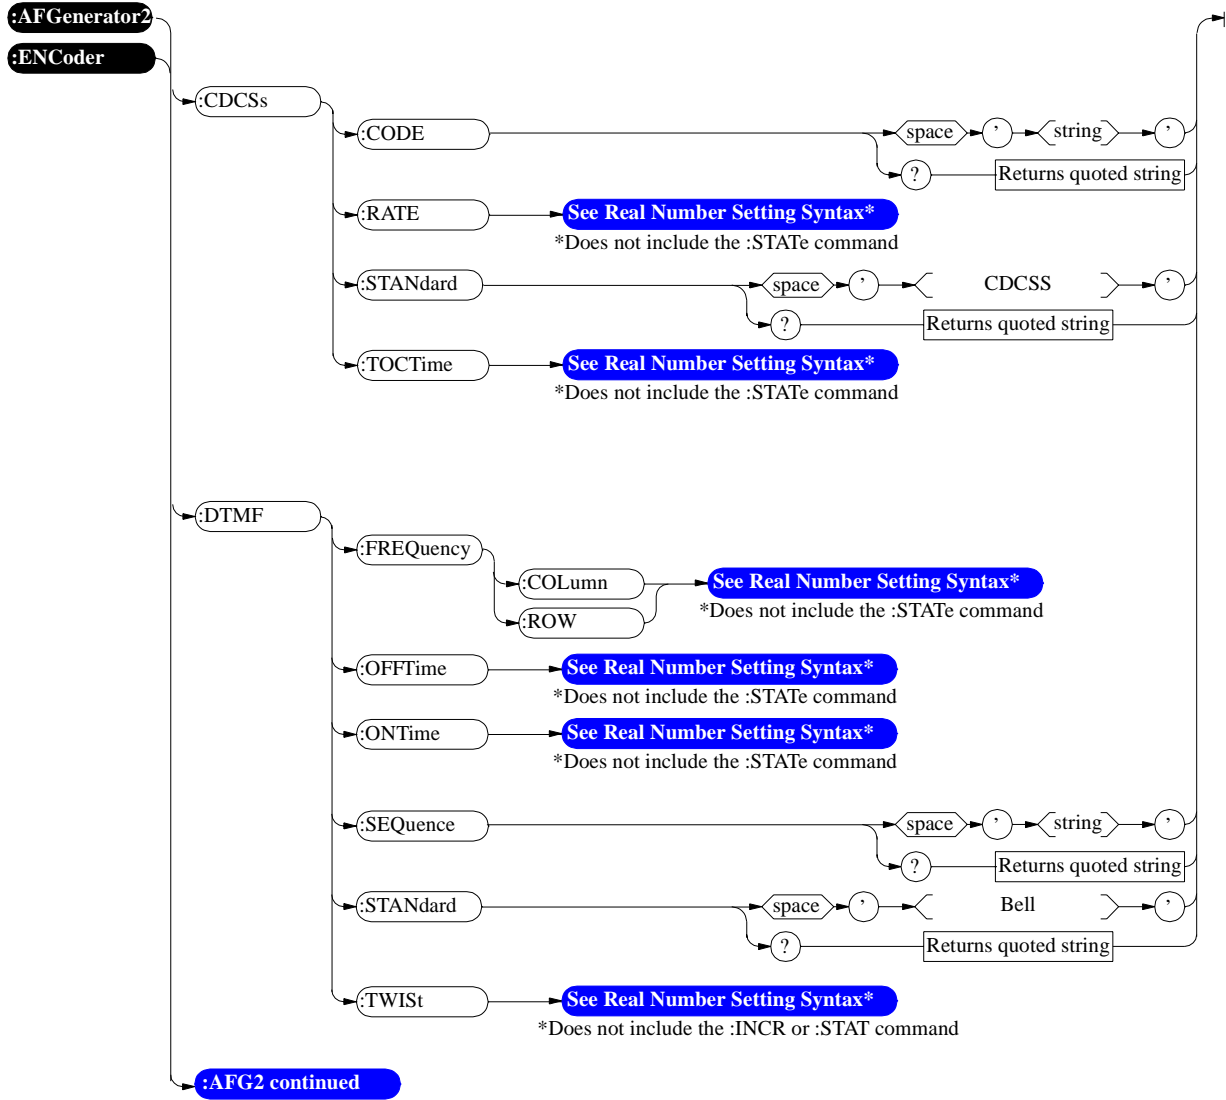 :AFGenerator2
:ENCoder
:CDCSs
:CODE
space ' string '
? Returns quoted string
:RATE
See Real Number Setting Syntax*
*Does not include the :STATe command
:STANdard
space ' CDCSS '
? Returns quoted string
:TOCTime
See Real Number Setting Syntax*
*Does not include the :STATe command
:DTMF
:FREQuency
:COLumn
See Real Number Setting Syntax*
*Does not include the :STATe command
:ROW
:OFFTime
See Real Number Setting Syntax*
*Does not include the :STATe command
:ONTime
See Real Number Setting Syntax*
*Does not include the :STATe command
:SEQuence
space ' string '
? Returns quoted string
:STANdard
space ' Bell '
? Returns quoted string
:TWISt
See Real Number Setting Syntax*
*Does not include the :INCR or :STAT command
:AFG2 continued